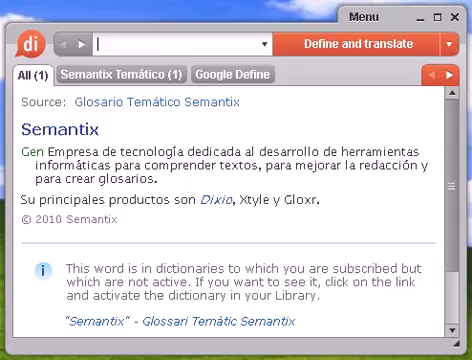 Menu
di
Define and translate
All (1)
Semantix Temático (1)
Google Define
Source: Glosario Temático Semantix
Semantix
Gen Empresa de tecnología dedicada al desarrollo de herramientas
informáticas para comprender textos, para mejorar la redacción y
para crear glosarios.
Su principales productos son Dixio, Xtyle y Gloxr.
© 2010 Semantix
i
This word is in dictionaries to which you are subscribed but
which are not active. If you want to see it, click on the link
and activate the dictionary in your Library.
"Semantix" - Glossari Temàtic Semantix